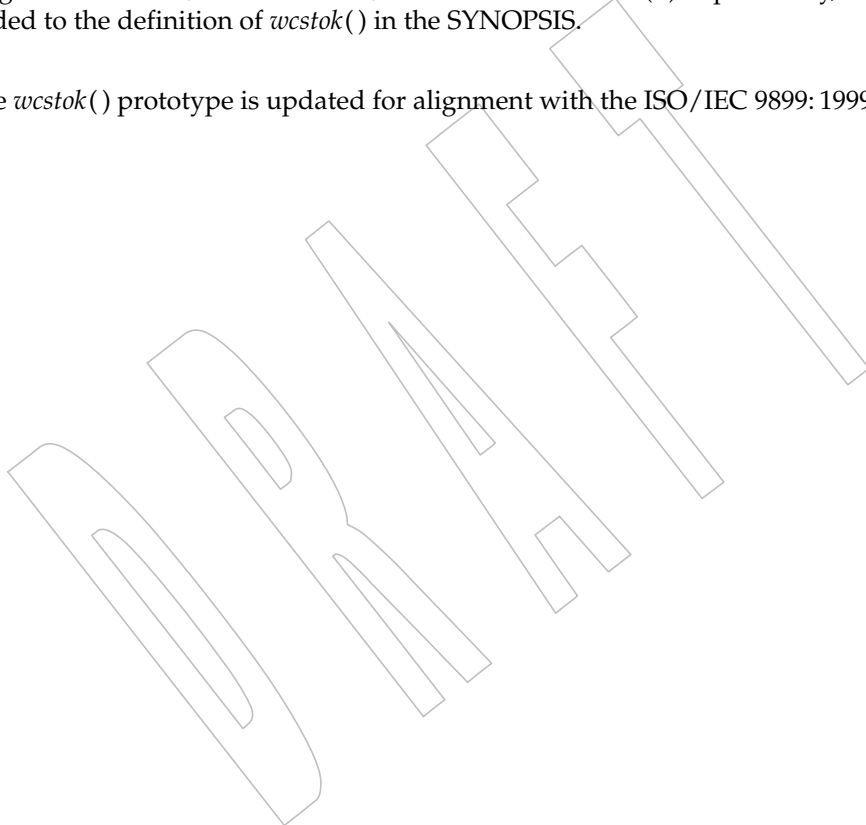 ded to the definition of wcstok( ) in the SYNOPSIS.
wcstok( ) prototype is updated for alignment with the ISO/IEC 9899: 1999
DRAFT